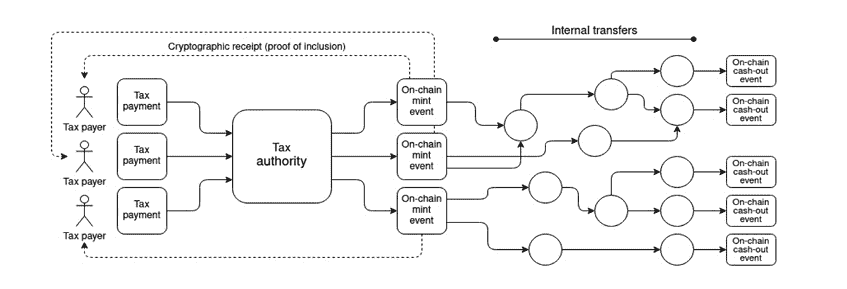 Internal transfers
Cryptographic receipt (proof of inclusion)
Tax payer
Tax
payment
Tax payer
Tax
payment
Tax payer
Tax
payment
Tax
authority
On-chain
mint
event
On-chain
mint
event
On-chain
mint
event
On-chain
cash-out
event
On-chain
cash-out
event
On-chain
cash-out
event
On-chain
cash-out
event
On-chain
cash-out
event